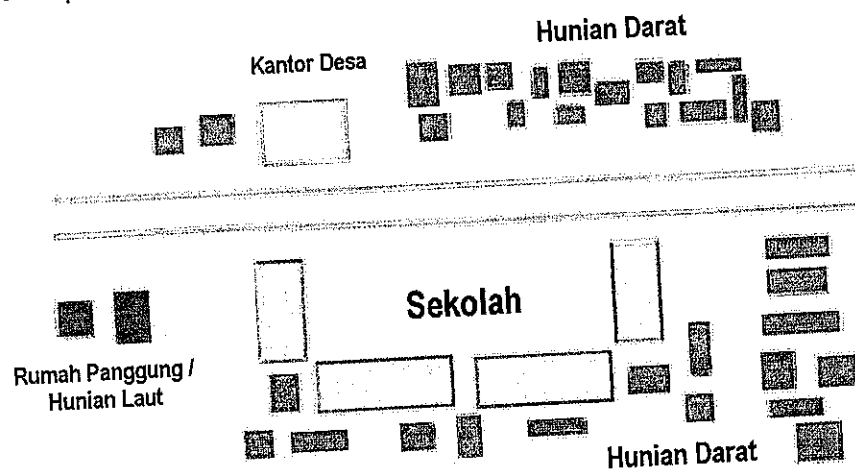 Hunian Darat
Kantor Desa
Sekolah
Rumah Panggung /
Hunian Laut
Hunian Darat